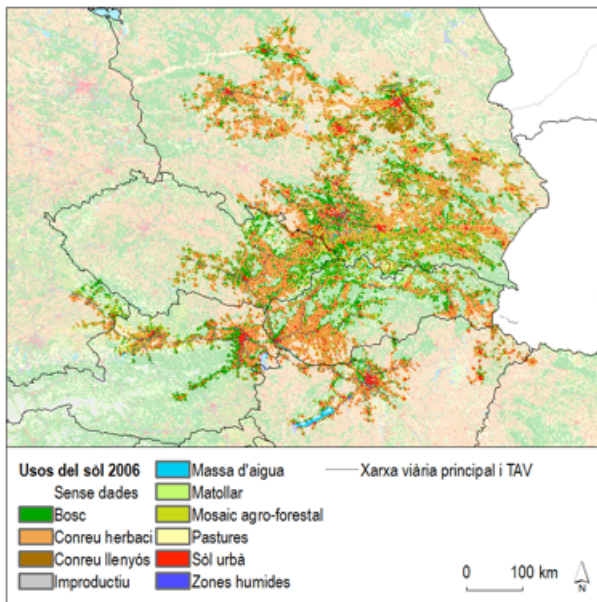 Usos del sòl 2006
Sense dades
Bosc
Conreu herbaci
Conreu llenyós
Improductiu
Massa d'aigua
Matollar
Mosaic agro-forestal
Pastures
Sòl urbà
Zones humides
Xarxa viària principal i TAV
0 100 km
N